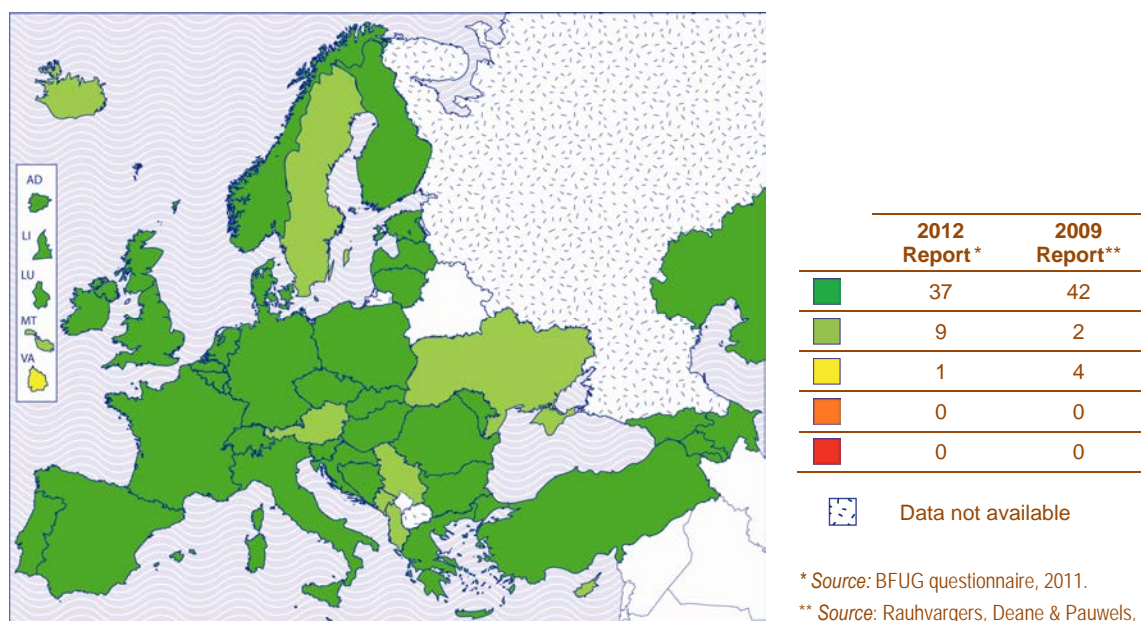 AD
LI
LU
MT
VA
2012 2009
Report * Report**
37 42
9 2
1 4
0 0
0 0
Data not available
* Source: BFUG questionnaire, 2011.
** Source: Rauhvargers, Deane & Pauwels,